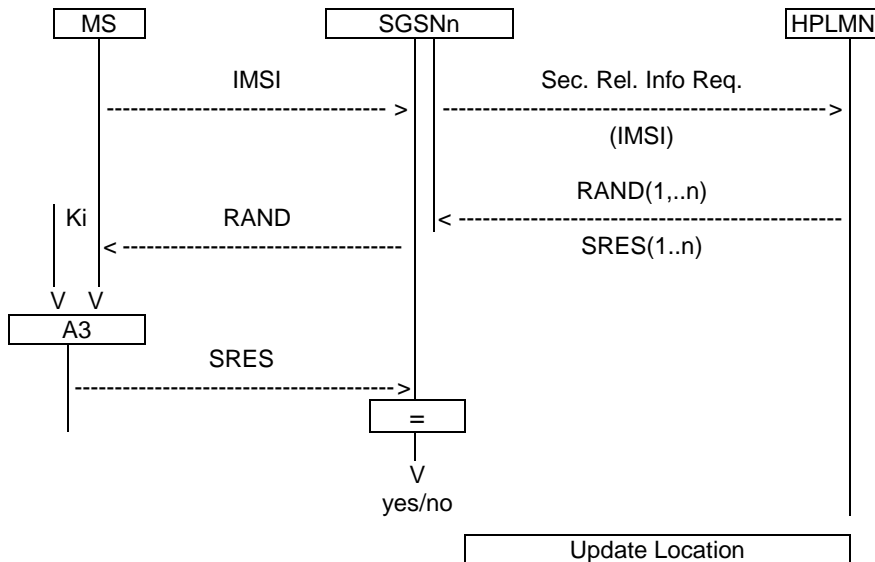 MS SGSNn HPLMN
IMSI Sec. Rel. Info Req.
------------------------------------ > ------------------------------------------------ >
(IMSI)
RAND(1,..n)
Ki RAND < ------------------------------------------------
< ------------------------------------ SRES(1..n)
V V
A3
SRES
---------------------------------------->
=
V
yes/no
Update Location